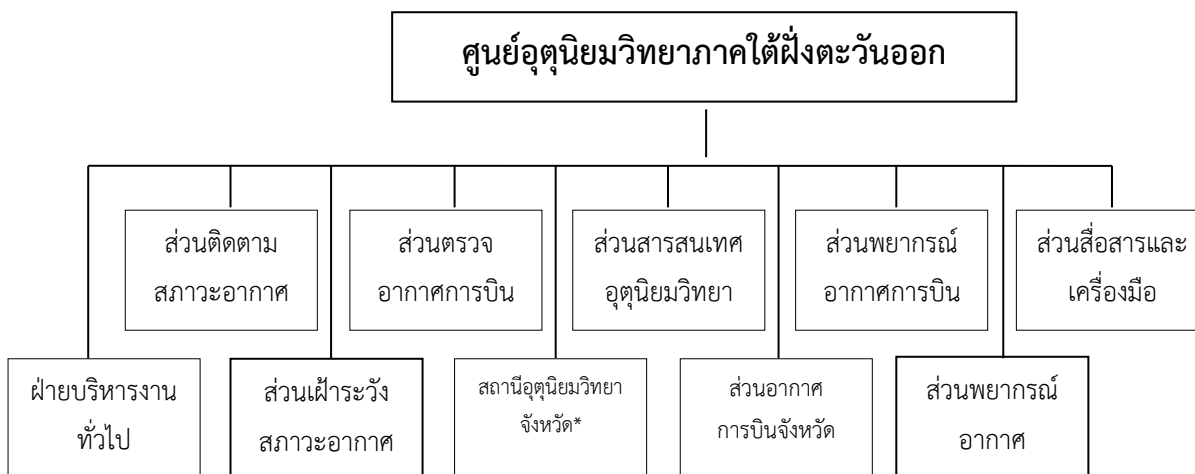 ศูนย์อุตุนิยมวิทยาภาคใต้ฝั่งตะวันออก
ส่วนติดตาม
สภาวะอากาศ
ส่วนตรวจ
อากาศการบิน
ส่วนสารสนเทศ
อุตุนิยมวิทยา
ส่วนพยากรณ์
อากาศการบิน
ส่วนสื่อสารและ
เครื่องมือ
ฝ่ายบริหารงาน
ทั่วไป
ส่วนเฝ้าระวัง
สภาวะอากาศ
สถานีอุตุนิยมวิทยา
จังหวัด*
ส่วนอากาศ
การบินจังหวัด
ส่วนพยากรณ์
อากาศ